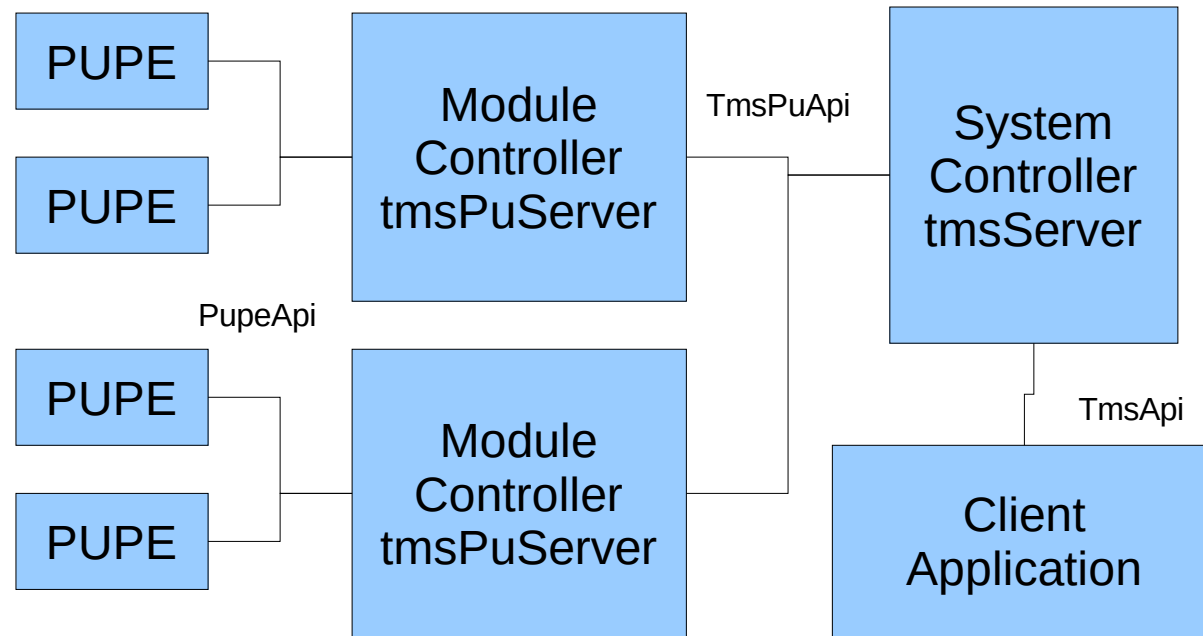 PUPE
PUPE
Module
Controller
tmsPuServer
TmsPuApi
System
Controller
tmsServer
PupeApi
PUPE
PUPE
Module
Controller
tmsPuServer
TmsApi
Client
Application